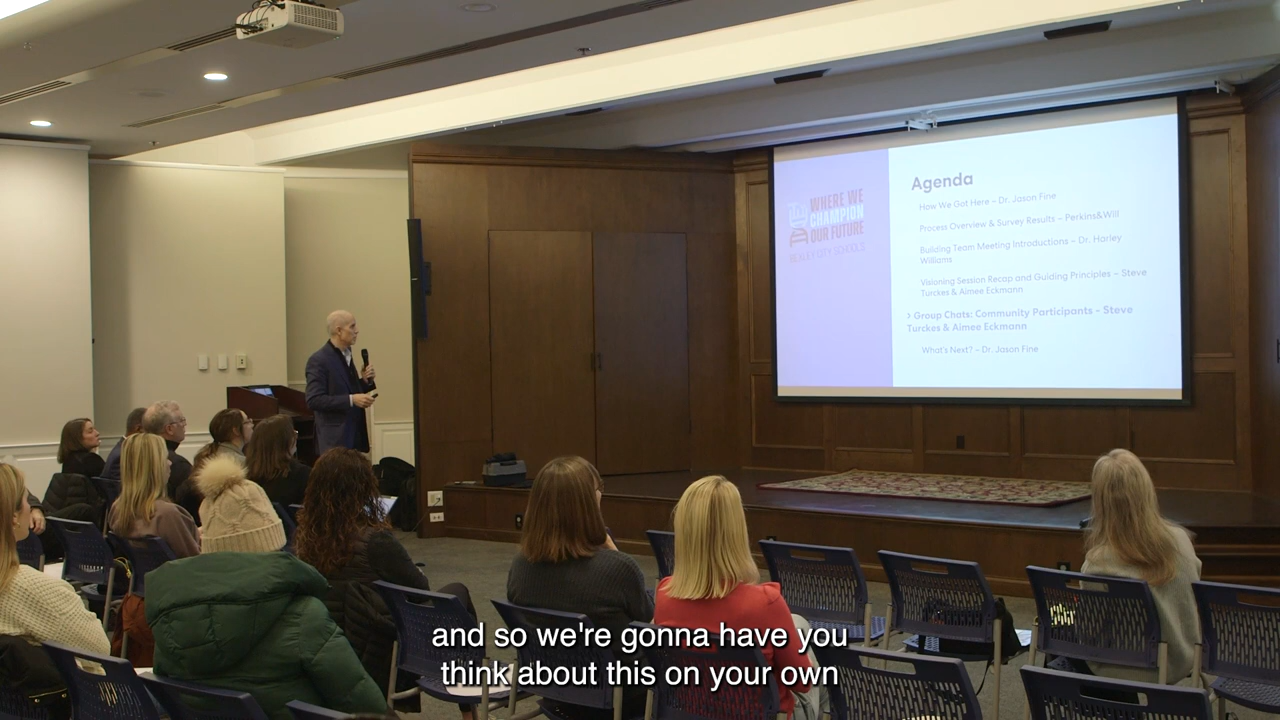 WHERE WE
CHAMPION
OUR FUTURE
BEXLEY CITY SCHOOLS
Agenda
How We Got Here – Dr. Jason Fine
Process Overview & Survey Results – Perkins&Will
Building Team Meeting Introductions – Dr. Harley
Williams
Visioning Session Recap and Guiding Principles – Steve
Turckes & Aimee Eckmann
> Group Chats: Community Participants - Steve
Turckes & Aimee Eckmann
What's Next? – Dr. Jason Fine
and so we're gonna have you
think about this on your own